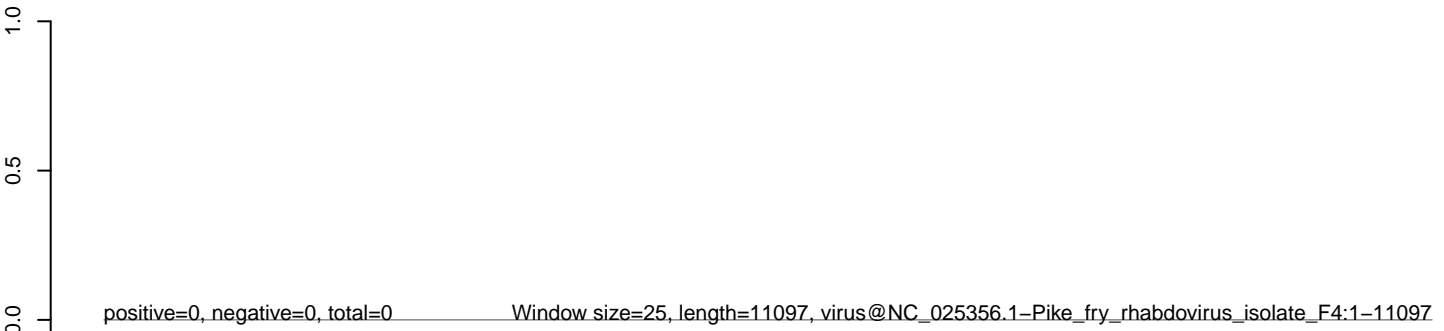 1.0
0.5
0.0
positive=0, negative=0, total=0 Window size=25, length=11097, virus@NC_025356.1−Pike_fry_rhabdovirus_isolate_F4:1−11097